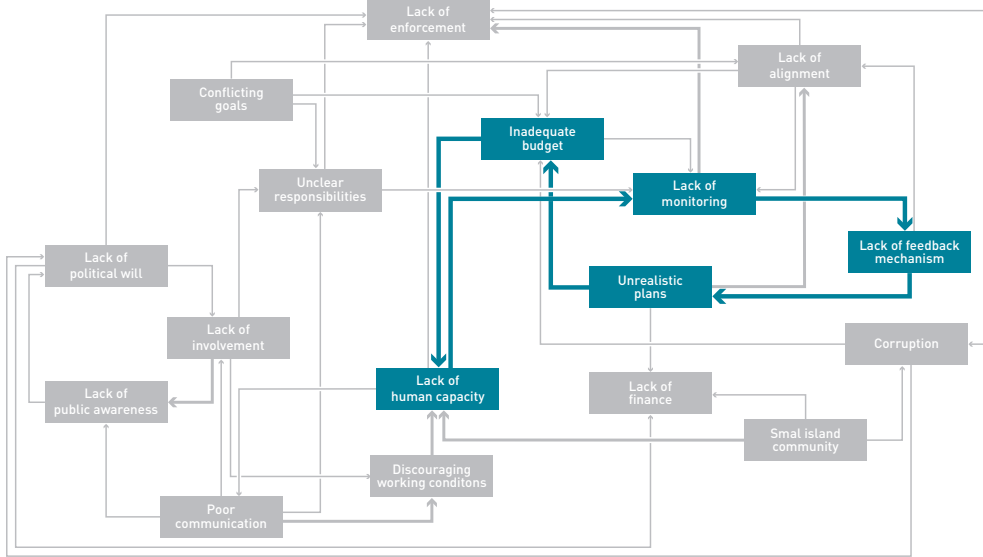 Lack of
enforcement
Lack of
alignment
Conflicting
goals
Inadequate
budget
Unclear
responsibilities
Lack of
monitoring
Lack of
political will
Lack of feedback
mechanism
Unrealistic
plans
Lack of
involvement
Corruption
Lack of
public awareness
Lack of
human capacity
Lack of
finance
Smal island
community
Discouraging
working conditons
Poor
communication